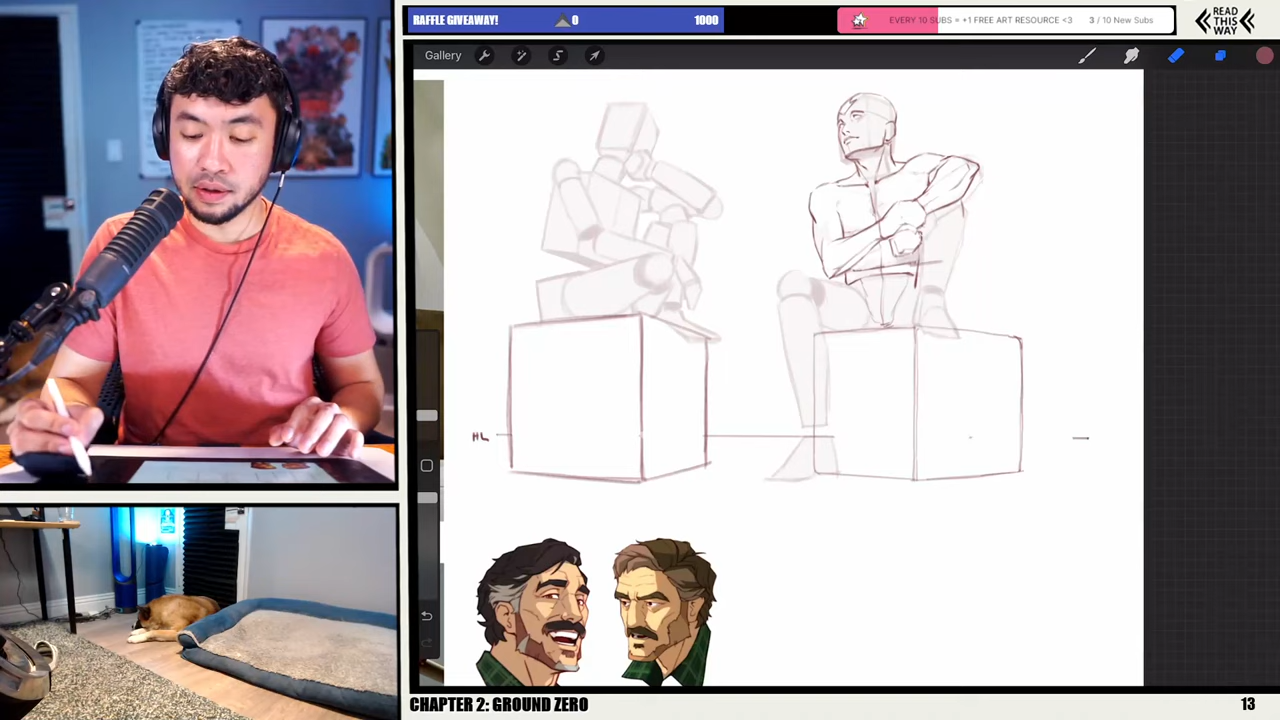 RAFFLE GIVEAWAY! 0 1000
EVERY 10 SUBS = +1 FREE ART RESOURCE <3 3 / 10 New Subs
READ
THIS
WAY
Gallery
HL
CHAPTER 2: GROUND ZERO 13